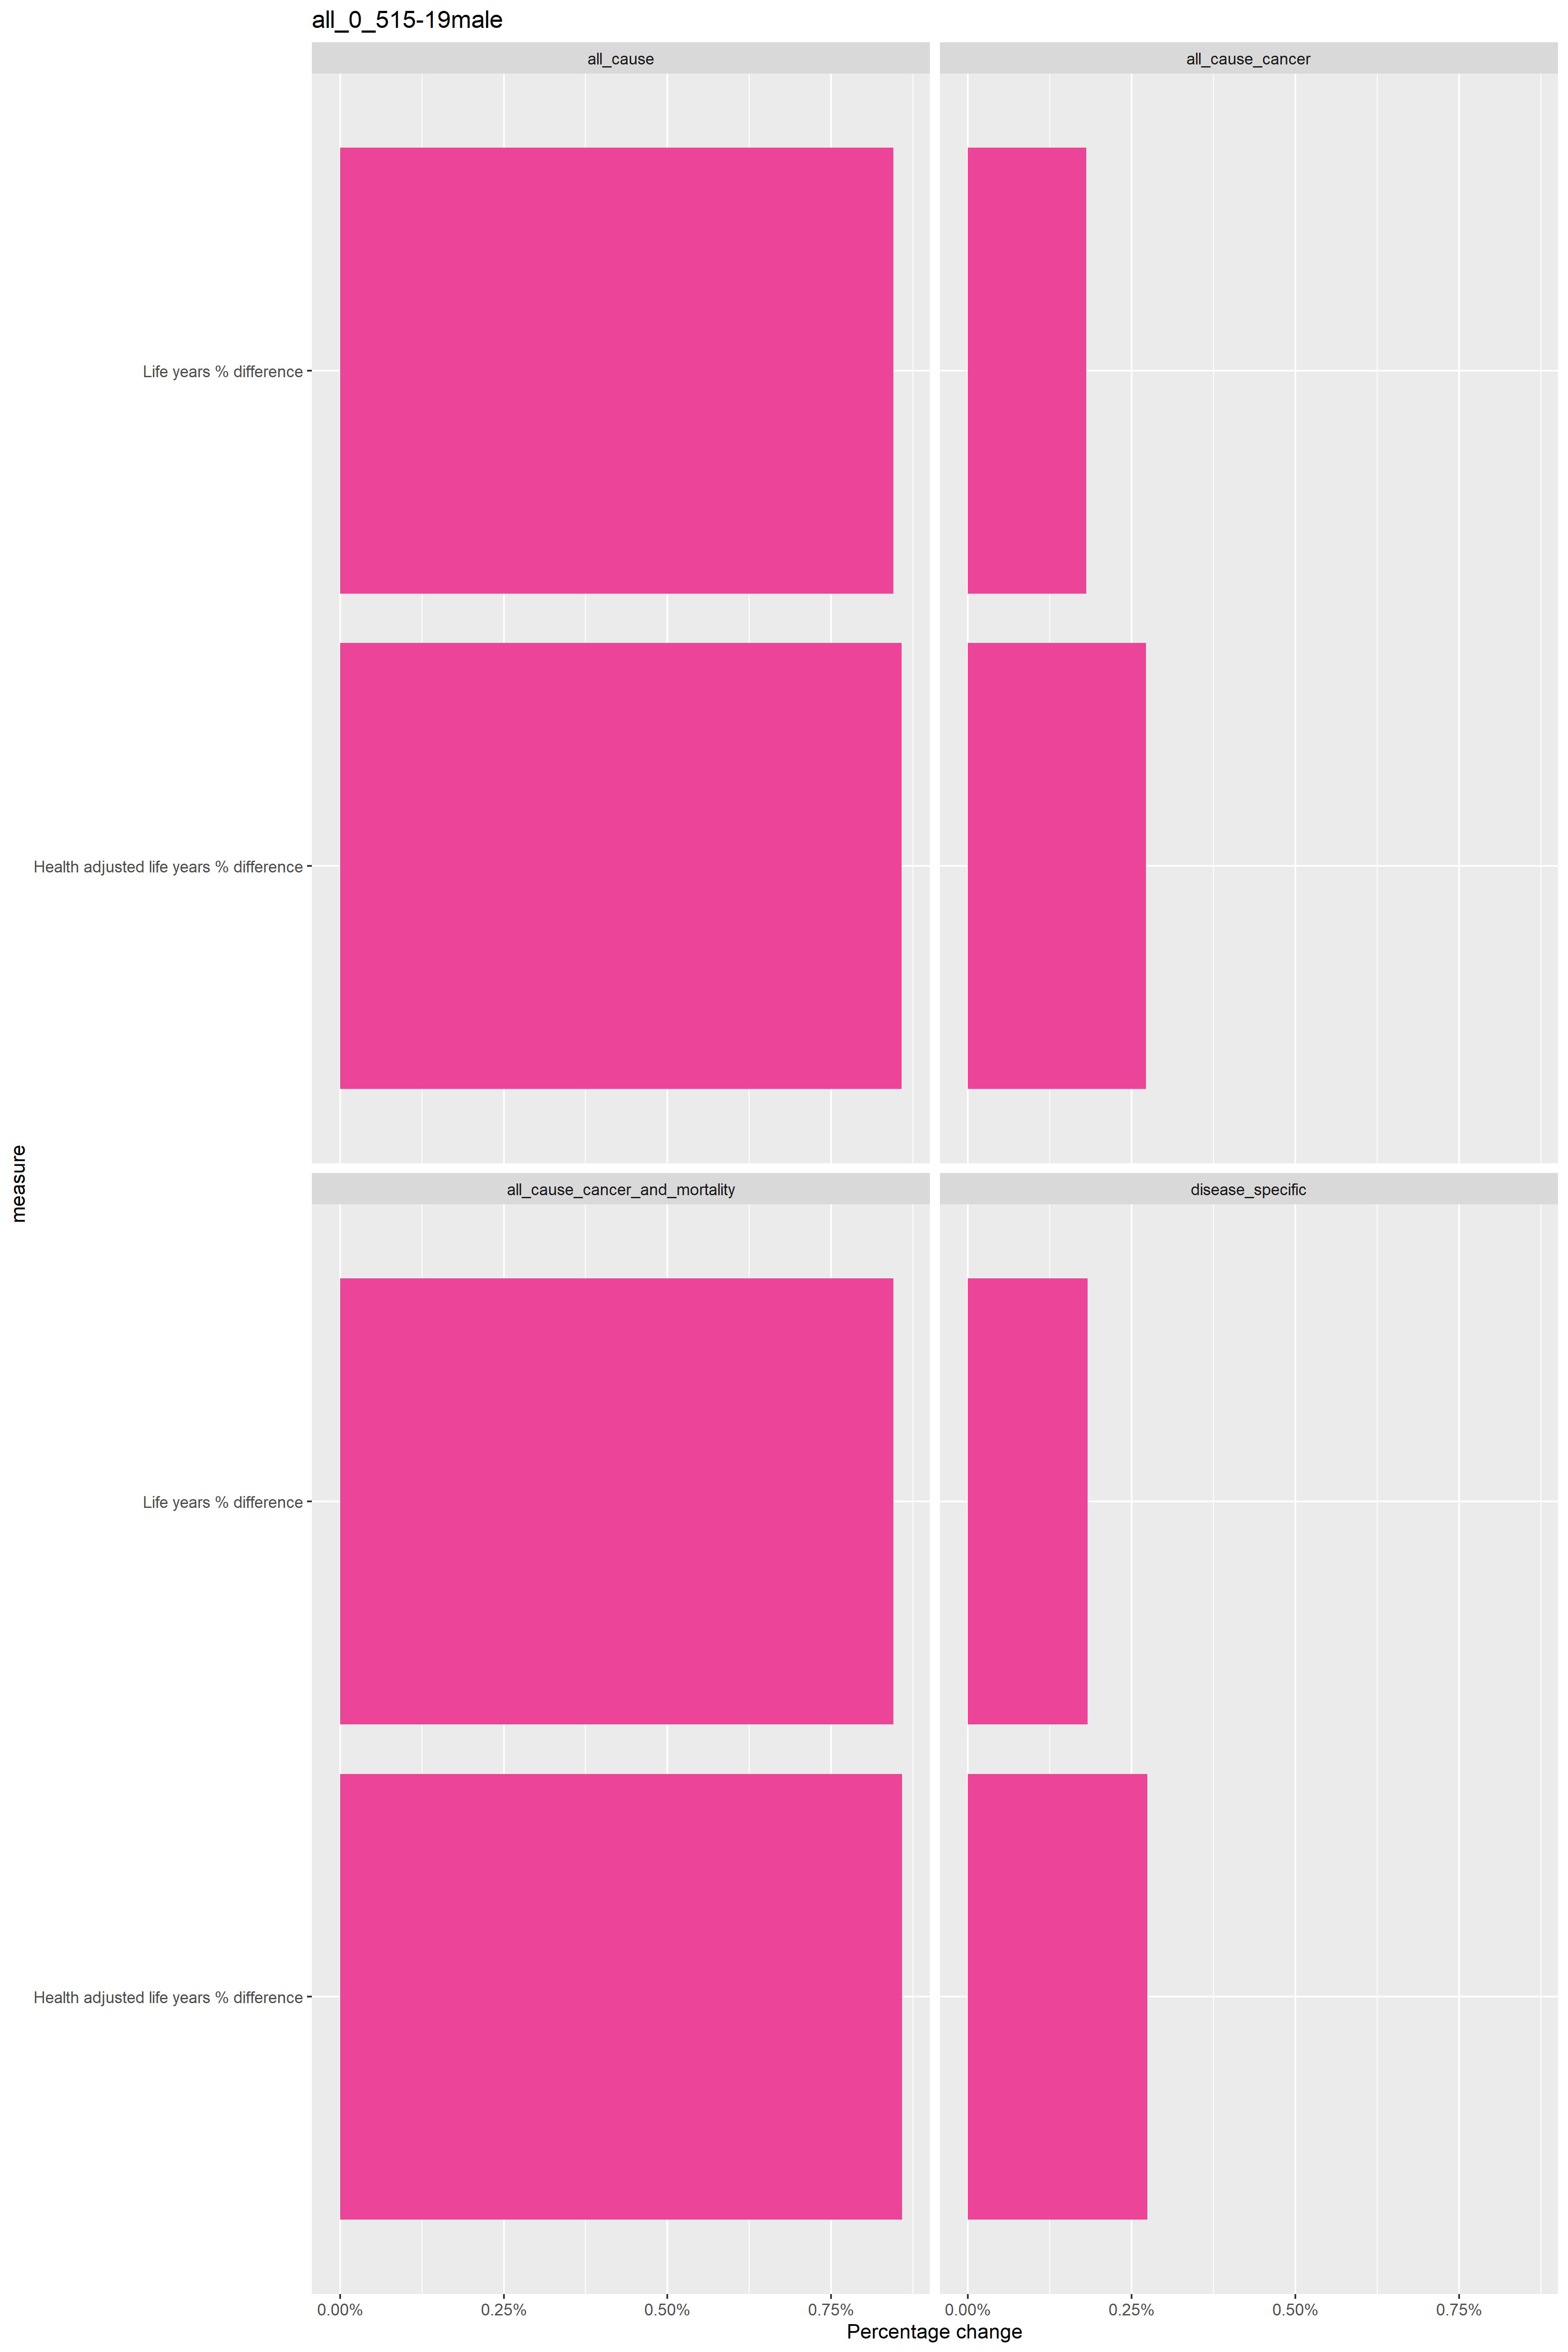 all_0_515-19male
all_cause
all_cause_cancer
Life years % difference
Health adjusted life years % difference
measure
all_cause_cancer_and_mortality
disease_specific
Life years % difference
Health adjusted life years % difference
0.00% 0.25% 0.50% 0.75%
0.00% 0.25% 0.50% 0.75%
Percentage change